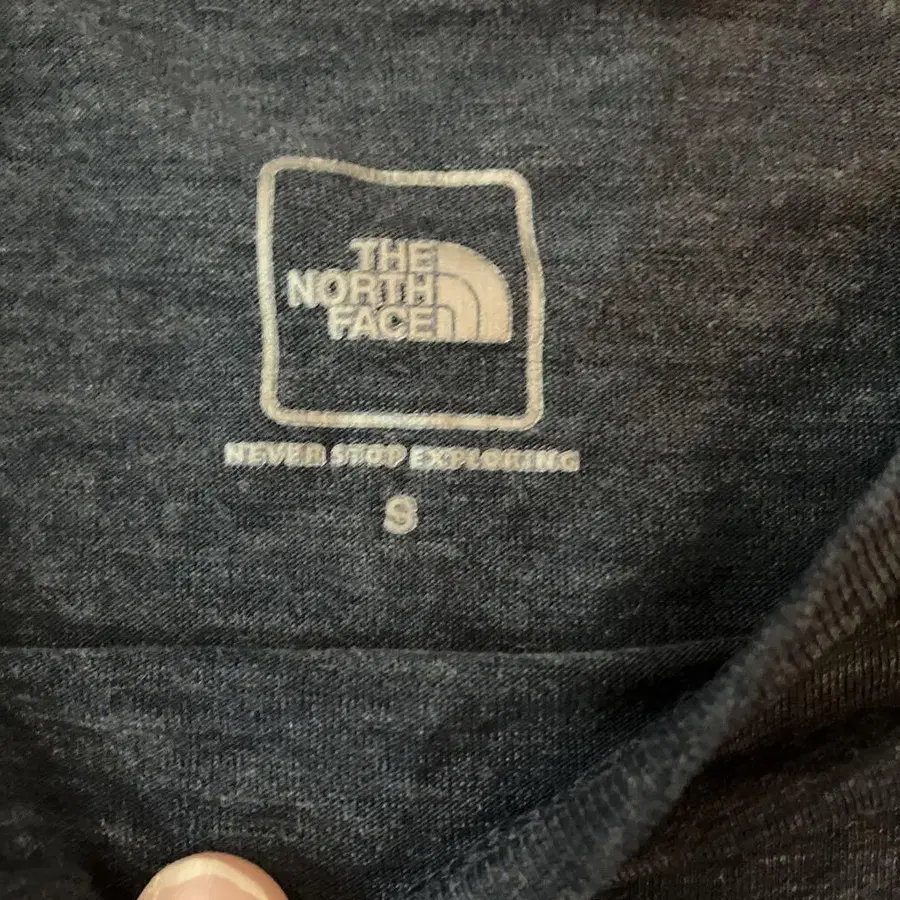 THE
NORTH
FACE
NEVER STOP EXPLORING
S